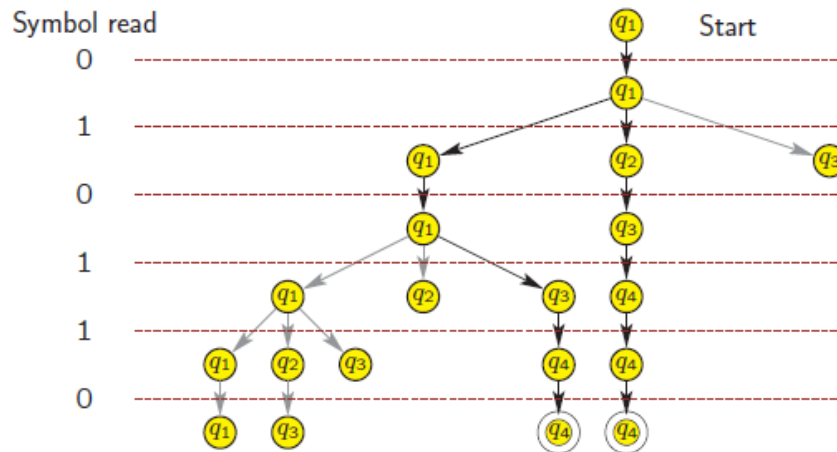 Symbol read q1 Start
0
q1
1
q1 q2 q3
0
q1 q3
1
q1 q2 q3 q4
1
q1 q2 q3 q4 q4
0
q1 q3 q4 q4